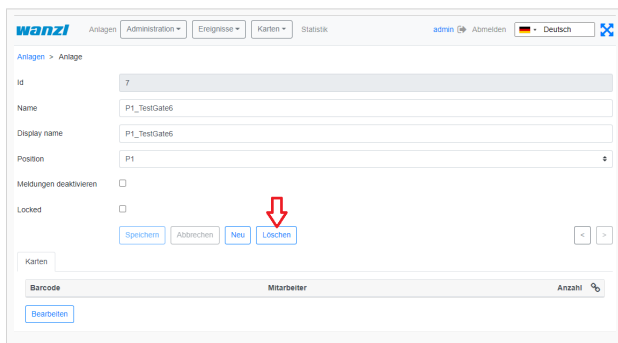 wanzl Anlagen Administration Ereignisse Karten Statistik admin Abmelden Deutsch
Anlagen > Anlage
Id 7
Name P1_TestGate6
Display name P1_TestGate6
Position P1
Meldungen deaktivieren
Locked
Speichern Abbrechen Neu Löschen < >
Karten
Barcode Mitarbeiter Anzahl
Bearbeiten